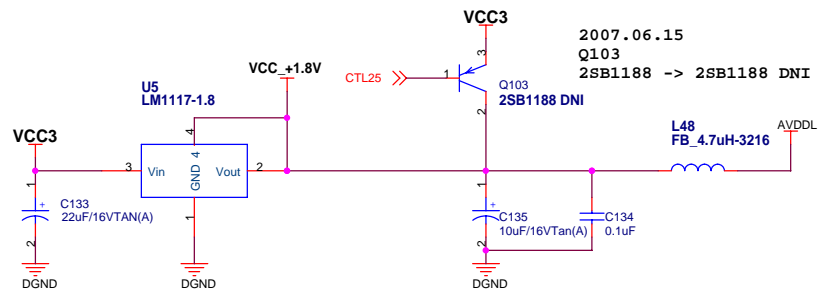 VCC3
2007.06.15
Q103
2SB1188 -> 2SB1188 DNI
3
U5
LM1117-1.8
VCC_+1.8V
CTL25
1
Q103
2SB1188 DNI
2
4
L48
FB_4.7uH-3216
AVDDL
VCC3
3
Vin
GND 4
Vout
2
1
C133
22uF/16VTAN(A)
2
1
1
C135
10uF/16VTan(A)
2
C134
0.1uF
DGND
DGND
DGND